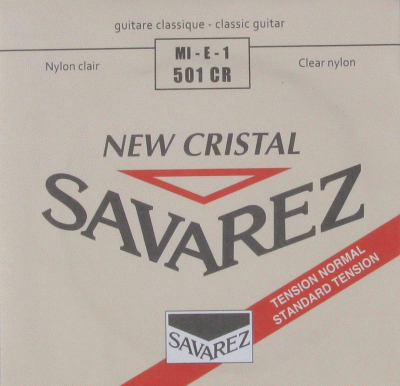 guitare classique - classic guitar
MI - E - 1
501 CR
Nylon clair
Clear nylon
NEW CRISTAL
SAVAREZ
TENSION NORMAL
STANDARD TENSION
SAVAREZ